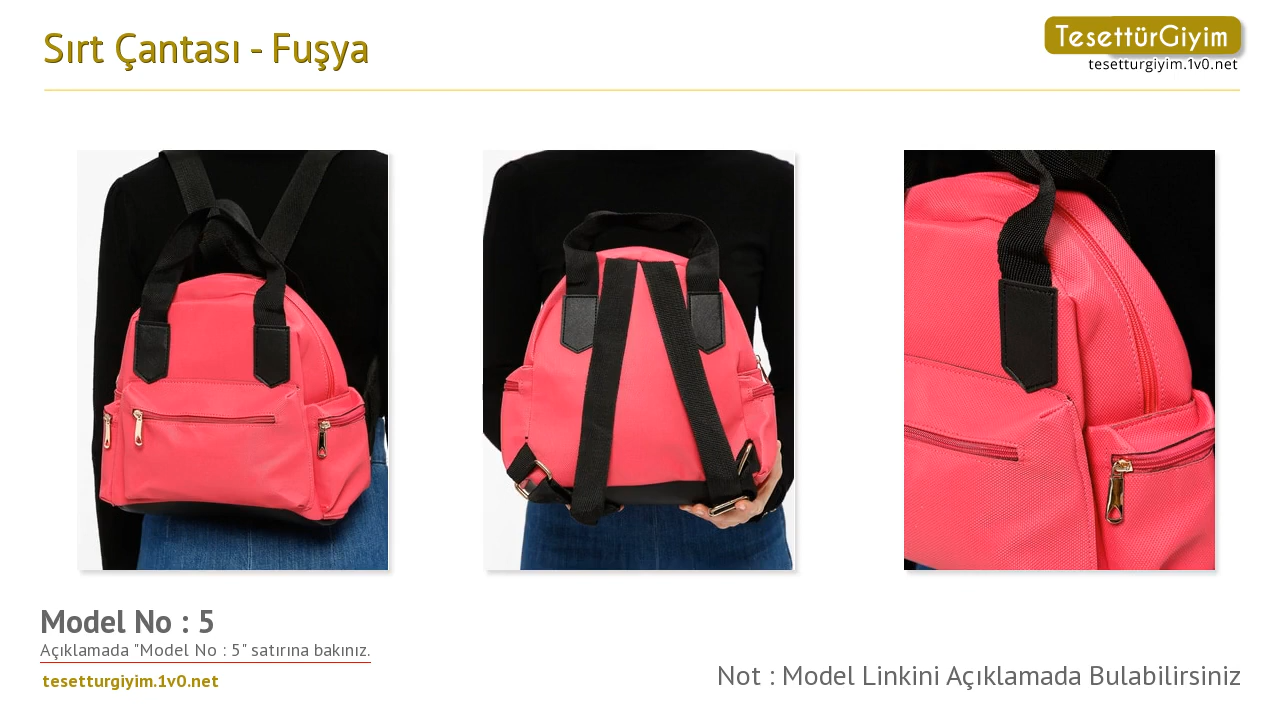 Sırt Çantası - Fuşya
TesettürGiyim
tesetturgiyim.1v0.net
Model No : 5
Açıklamada "Model No : 5" satırına bakınız.
tesetturgiyim.1v0.net
Not : Model Linkini Açıklamada Bulabilirsiniz